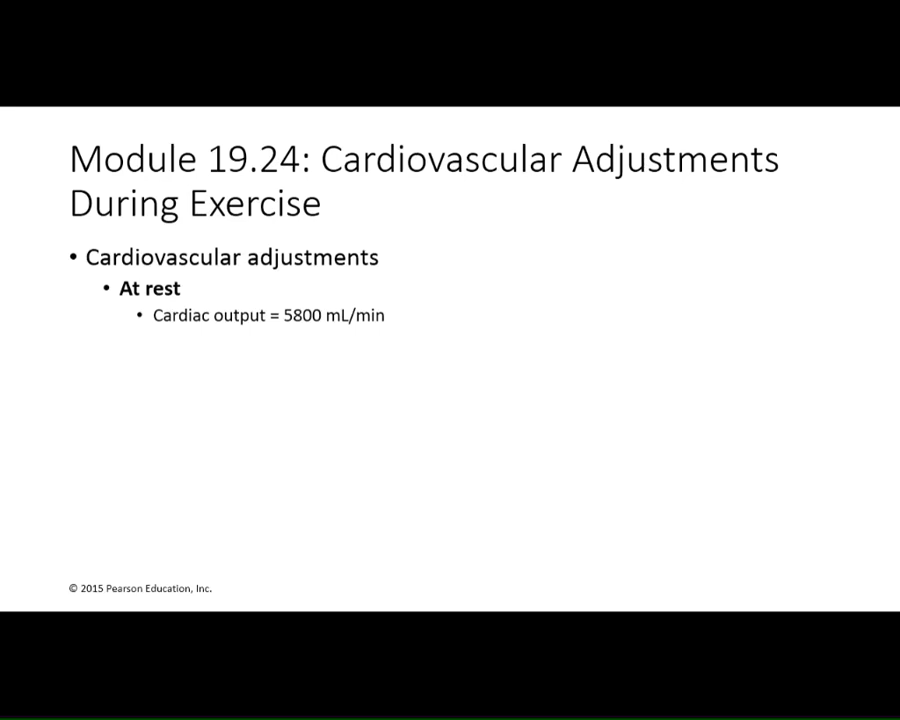 Module 19.24: Cardiovascular Adjustments
During Exercise
• Cardiovascular adjustments
• At rest
• Cardiac output = 5800 mL/min
© 2015 Pearson Education, Inc.